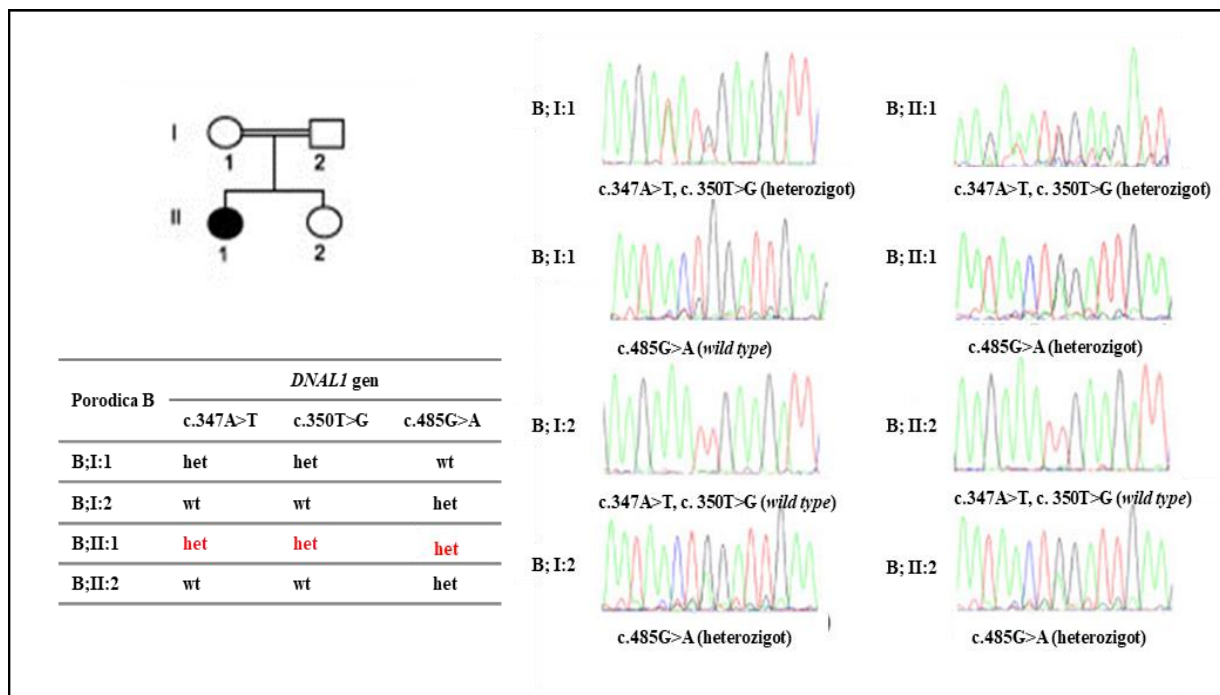 I
1
2
II
1
2
Porodica B
DNAL1 gen
c.347A>T
c.350T>G
c.485G>A
B;I:1
het
het
wt
B;I:2
wt
wt
het
B;II:1
het
het
het
B;II:2
wt
wt
het
B; I:1
c.347A>T, c. 350T>G (heterozigot)
B; I:1
c.485G>A (wild type)
B; I:2
c.347A>T, c. 350T>G (wild type)
B; I:2
c.485G>A (heterozigot)
B; II:1
c.347A>T, c. 350T>G (heterozigot)
B; II:1
c.485G>A (heterozigot)
B; II:2
c.347A>T, c. 350T>G (wild type)
B; II:2
c.485G>A (heterozigot)